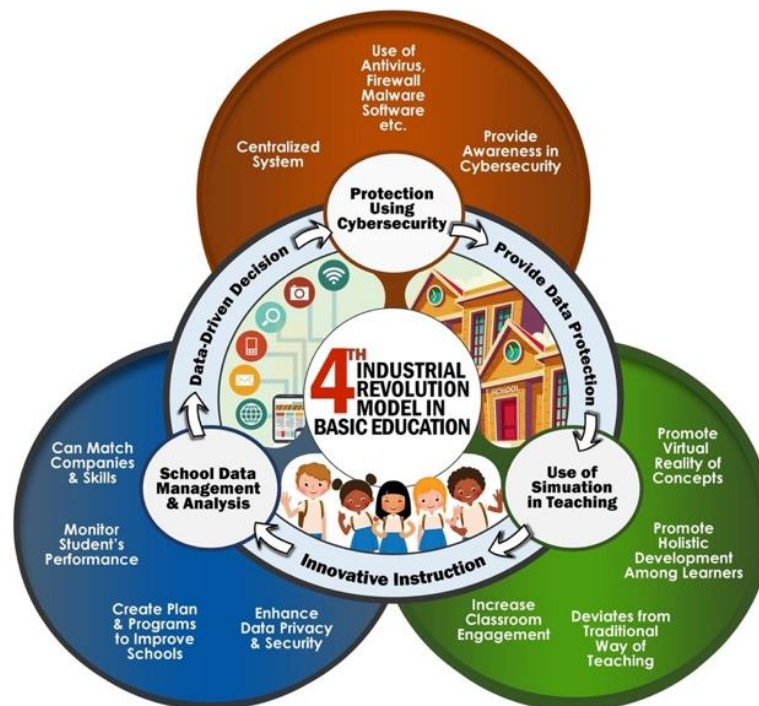 Use of
Antivirus,
Firewall
Malware
Software
etc.
Centralized
System
Provide
Awareness in
Cybersecurity
Protection
Using
Cybersecurity
Data-Driven Decision
Provide Data Protection
4TH
INDUSTRIAL
REVOLUTION
MODEL IN
BASIC EDUCATION
SCHOOL
School Data
Management
& Analysis
Use of
Simuation
in Teaching
Innovative Instruction
Can Match
Companies
& Skills
Monitor
Student's
Performance
Create Plan
& Programs
to Improve
Schools
Enhance
Data Privacy
& Security
Promote
Virtual
Reality of
Concepts
Promote
Holistic
Development
Among Learners
Increase
Classroom
Engagement
Deviates from
Traditional
Way of
Teaching